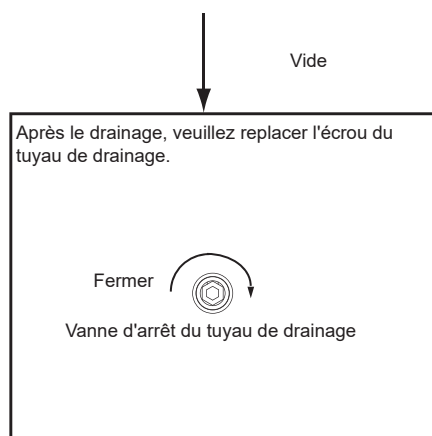 Vide
Après le drainage, veuillez replacer l'écrou du
tuyau de drainage.
Fermer
Vanne d'arrêt du tuyau de drainage